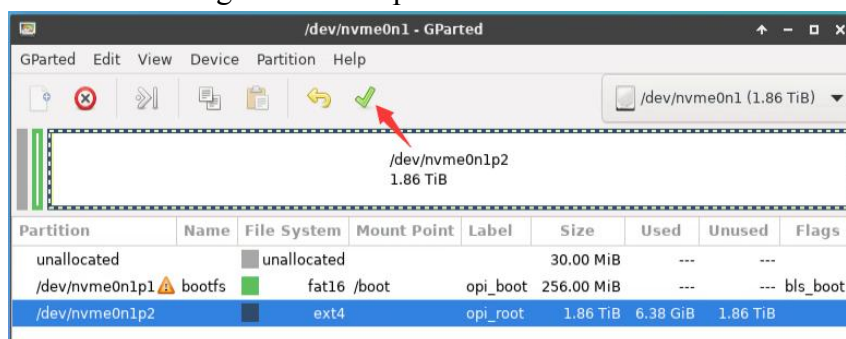 /dev/nvme0n1 - GParted
GParted Edit View Device Partition Help
/dev/nvme0n1 (1.86 TiB)
/dev/nvme0n1p2
1.86 TiB
Partition Name File System Mount Point Label Size Used Unused Flags
unallocated unallocated 30.00 MiB --- ---
/dev/nvme0n1p1 bootfs fat16 /boot opi_boot 256.00 MiB --- --- bls_boot
/dev/nvme0n1p2 ext4 opi_root 1.86 TiB 6.38 GiB 1.86 TiB